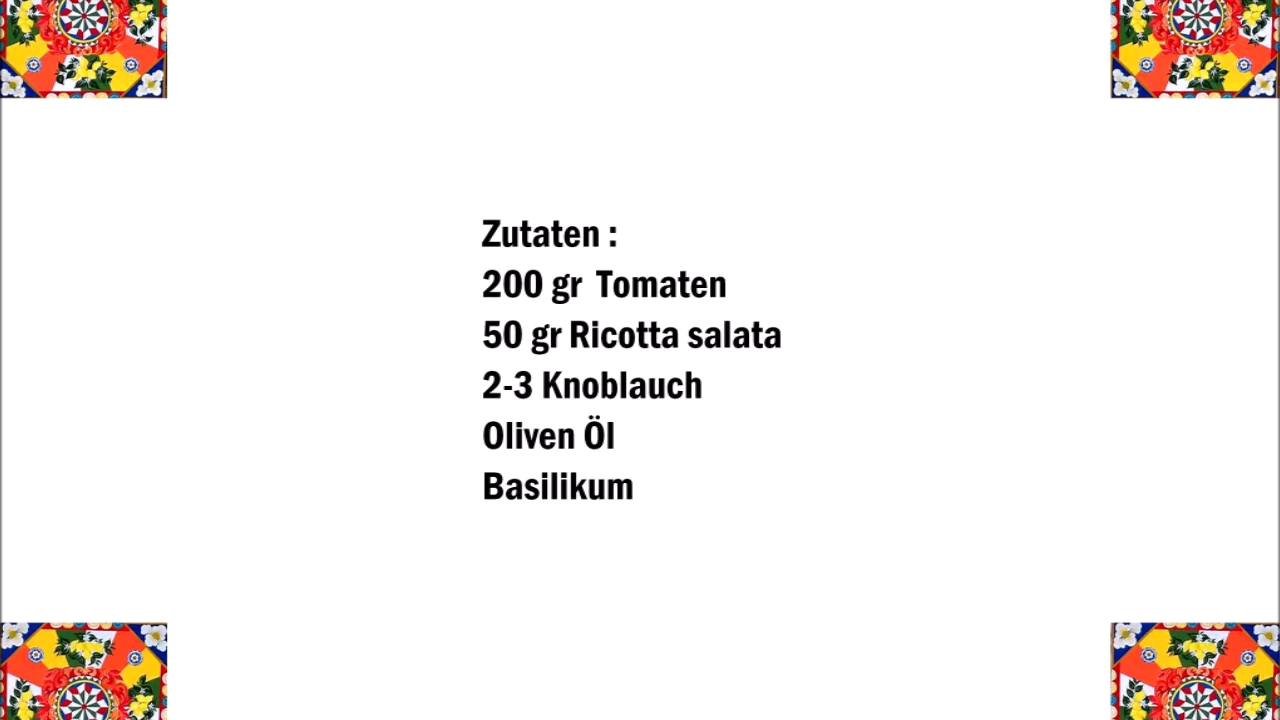 Zutaten :
200 gr Tomaten
50 gr Ricotta salata
2-3 Knoblauch
Oliven Öl
Basilikum